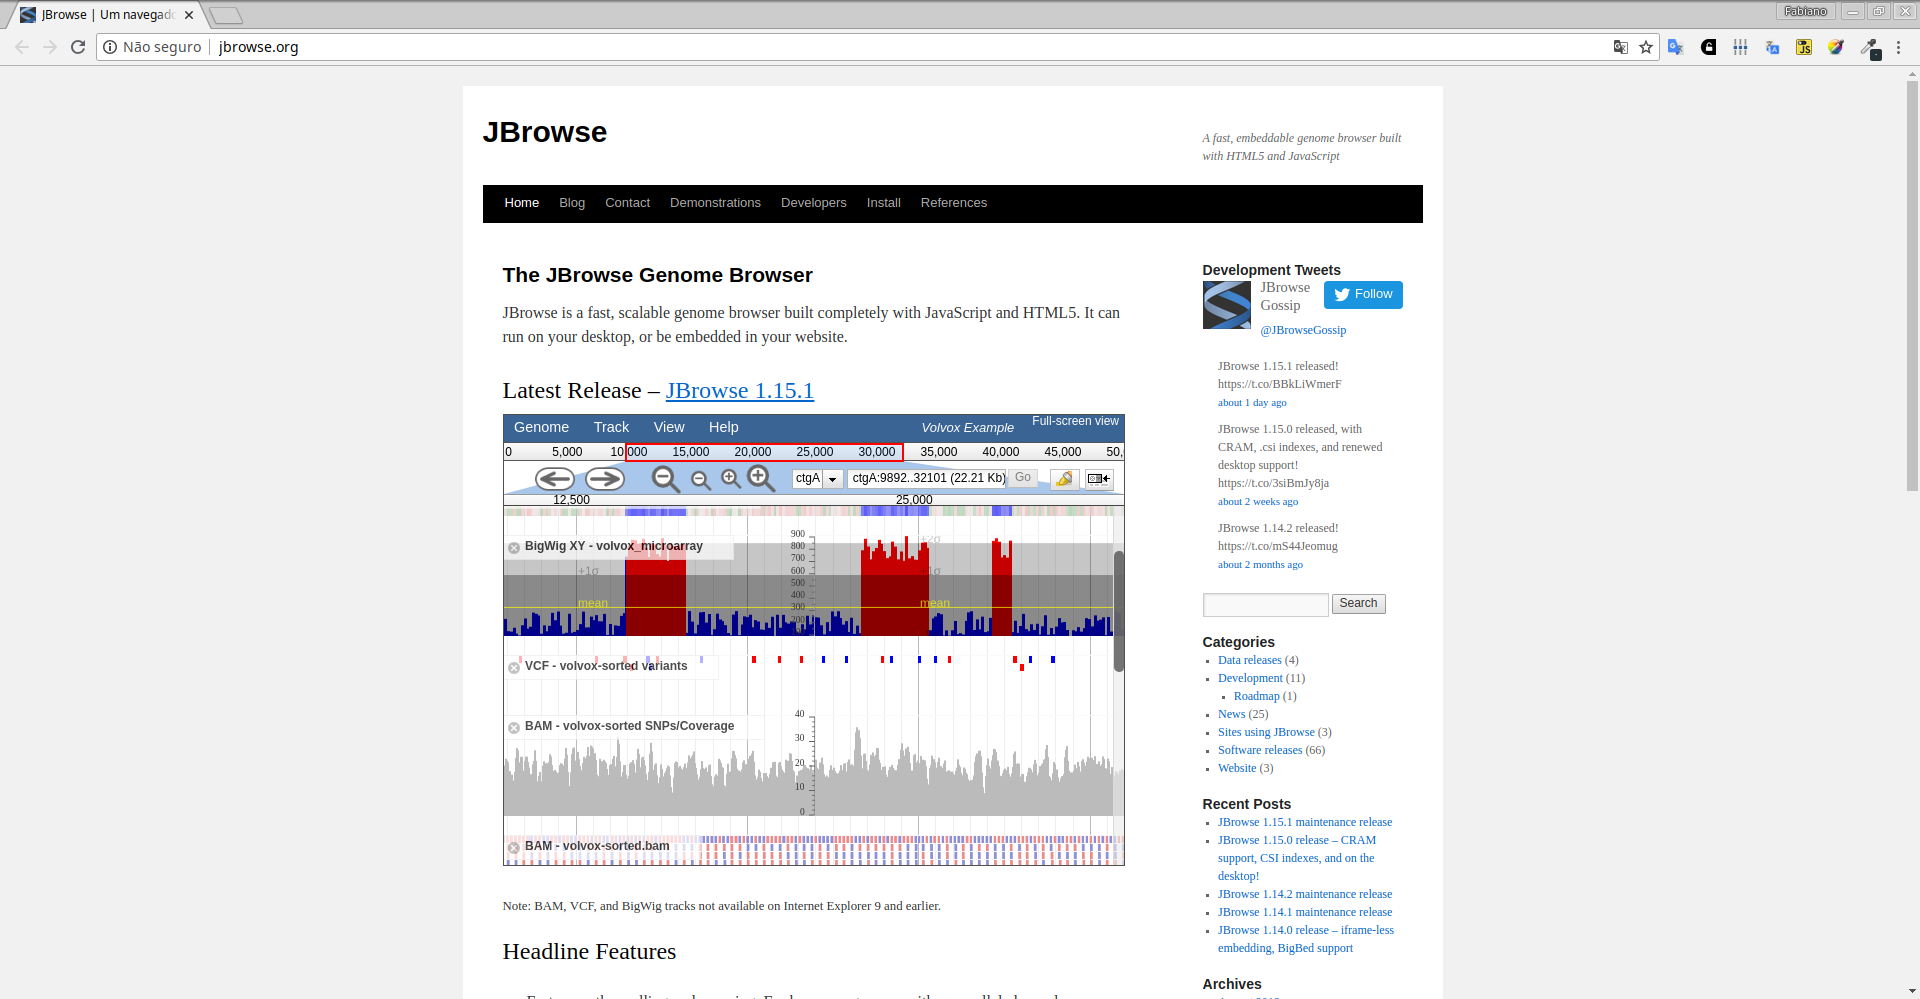 JBrowse | Um navegad
Fabiano
Não seguro
jbrowse.org
JBrowse
A fast, embeddable genome browser built
with HTML5 and JavaScript
Home Blog Contact Demonstrations Developers Install References
The JBrowse Genome Browser
JBrowse is a fast, scalable genome browser built completely with JavaScript and HTML5. It can
run on your desktop, or be embedded in your website.
Latest Release – JBrowse 1.15.1
Genome Track View Help Volvox Example Full-screen view
0 5,000 10,000 15,000 20,000 25,000 30,000 35,000 40,000 45,000 50,
ctgA ctgA:9892..32101 (22.21 Kb) Go
12,500 25,000
BigWig XY - volvox_microarray
900
800
700
600
500
400
300
200
+2σ
+1σ
+1σ
mean
mean
VCF - volvox-sorted variants
BAM - volvox-sorted SNPs/Coverage
40
30
20
10
0
BAM - volvox-sorted.bam
Note: BAM, VCF, and BigWig tracks not available on Internet Explorer 9 and earlier.
Headline Features
Development Tweets
JBrowse
Gossip
Follow
@JBrowseGossip
JBrowse 1.15.1 released!
https://t.co/BBkLiWmerF
about 1 day ago
JBrowse 1.15.0 released, with
CRAM, .csi indexes, and renewed
desktop support!
https://t.co/3siBmJy8ja
about 2 weeks ago
JBrowse 1.14.2 released!
https://t.co/mS44Jeomug
about 2 months ago
Search
Categories
Data releases (4)
Development (11)
Roadmap (1)
News (25)
Sites using JBrowse (3)
Software releases (66)
Website (3)
Recent Posts
JBrowse 1.15.1 maintenance release
JBrowse 1.15.0 release – CRAM
support, CSI indexes, and on the
desktop!
JBrowse 1.14.2 maintenance release
JBrowse 1.14.1 maintenance release
JBrowse 1.14.0 release – iframe-less
embedding, BigBed support
Archives